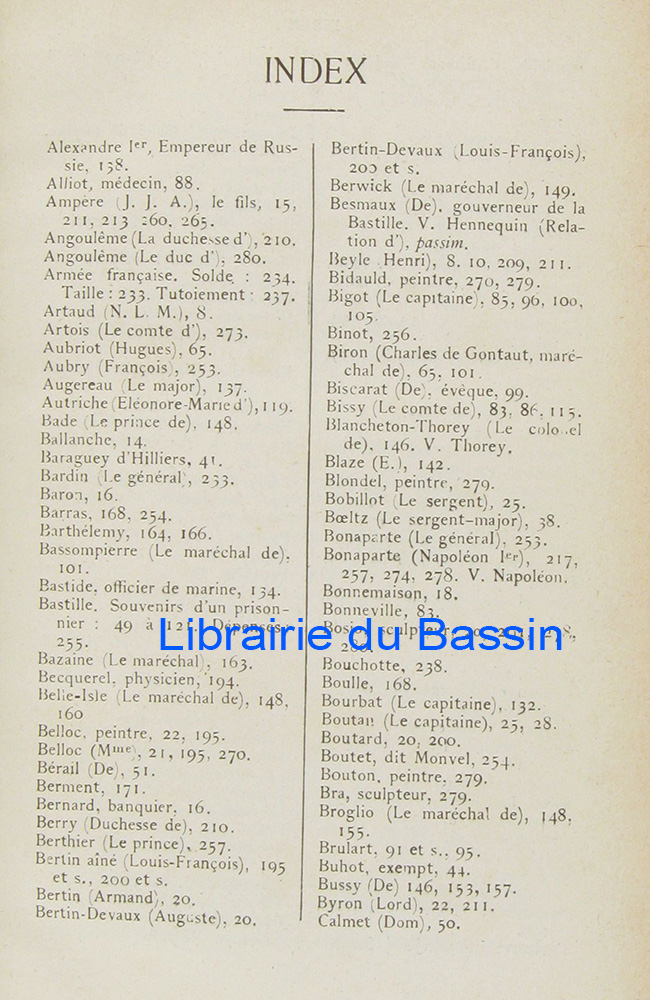 INDEX
Alexandre Ier, Empereur de Rus-
sie, 138.
Alliot, médecin, 88.
Ampère (J. J. A.), le fils, 15,
211, 213 260, 265.
Angoulême (La duchesse d'), 210.
Angoulême (Le duc d'), 280.
Armée française. Solde : 234.
Taille : 233. Tutoiement : 237.
Artaud (N. L. M.), 8.
Artois (Le comte d'), 273.
Aubriot (Hugues), 65.
Aubry (François), 253.
Augereau (Le major), 137.
Autriche (Eléonore-Marie d'), 119.
Bade (Le prince de), 148.
Ballanche, 14.
Baraguey d'Hilliers, 41.
Bardin (Le général), 233.
Baron, 16.
Barras, 168, 254.
Barthélemy, 164, 166.
Bassompierre (Le maréchal de),
101.
Bastide, officier de marine, 134.
Bastille. Souvenirs d'un prison-
nier : 49 à 121. Dépenses :
255.
Bazaine (Le maréchal), 163.
Becquerel, physicien, 194.
Belle-Isle (Le maréchal de), 148,
160
Belloc, peintre, 22, 195.
Belloc (Mme), 21, 195, 270.
Bérail (De), 51.
Berment, 171.
Bernard, banquier, 16.
Berry (Duchesse de), 210.
Berthier (Le prince), 257.
Bertin aîné (Louis-François), 195
et s., 200 et s.
Bertin (Armand), 20.
Bertin-Devaux (Auguste), 20.
Bertin-Devaux (Louis-François),
200 et s.
Berwick (Le maréchal de), 149.
Besmaux (De), gouverneur de la
Bastille. V. Hennequin (Rela-
tion d'), passim.
Beyle (Henri), 8, 10, 209, 211.
Bidauld, peintre, 270, 279.
Bigot (Le capitaine), 85, 96, 100,
105.
Binot, 256.
Biron (Charles de Gontaut, maré-
chal de), 65, 101.
Biscarat (De), évêque, 99.
Bissy (Le comte de), 83, 86, 115.
Blancheton-Thorey (Le colonel
de), 146. V. Thorey.
Blaze (E.), 142.
Blondel, peintre, 279.
Bobillot (Le sergent), 25.
Bœltz (Le sergent-major), 38.
Bonaparte (Le général), 253.
Bonaparte (Napoléon Ier), 217,
257, 274, 278. V. Napoléon.
Bonnemaison, 18.
Bonneville, 83.
Bosio, sculpteur,
Bouchotte, 238.
Boulle, 168.
Bourbat (Le capitaine), 132.
Boutan (Le capitaine), 25, 28.
Boutard, 20, 200.
Boutet, dit Monvel, 254.
Bouton, peintre, 279.
Bra, sculpteur, 279.
Broglio (Le maréchal de), 148,
155.
Brulart, 91 et s., 95.
Buhot, exempt, 44.
Bussy (De) 146, 153, 157.
Byron (Lord), 22, 211.
Calmet (Dom), 50.
Librairie du Bassin